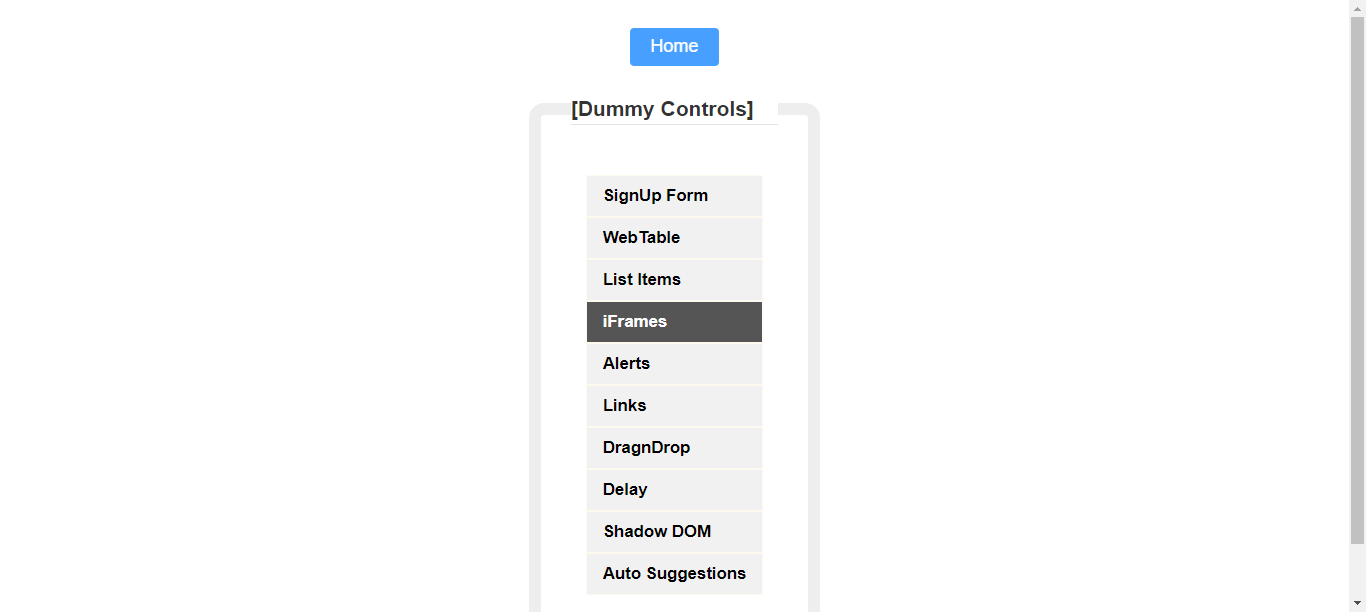 Home
[Dummy Controls]
SignUp Form
WebTable
List Items
iFrames
Alerts
Links
DragnDrop
Delay
Shadow DOM
Auto Suggestions